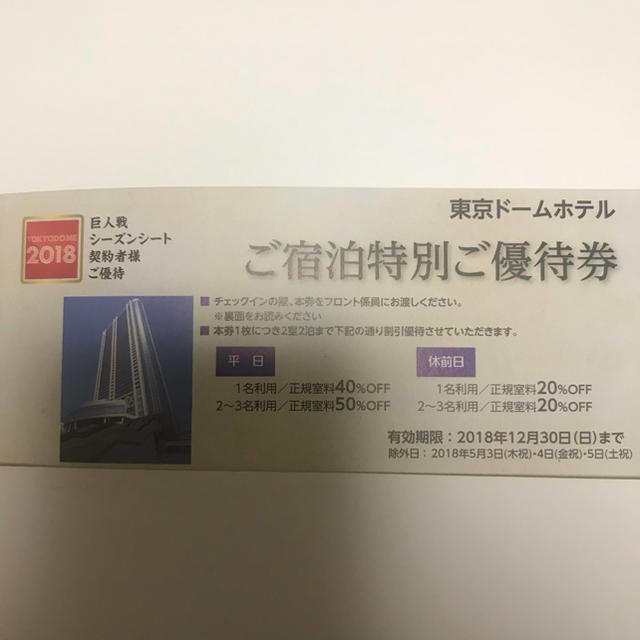 東京ドームホテル
TOKYO DOME
2018
巨人戦
シーズンシート
契約者様
ご優待
ご宿泊特別ご優待券
■ チェックインの際、本券をフロント係員にお渡しください。
※裏面をお読みください
■ 本券1枚につき2室2泊まで下記の通り割引優待させていただきます。
平 日
1名利用／正規室料40%OFF
2〜3名利用／正規室料50%OFF
休前日
1名利用／正規室料20%OFF
2〜3名利用／正規室料20%OFF
有効期限：2018年12月30日(日)まで
除外日：2018年5月3日(木祝)・4日(金祝)・5日(土祝)